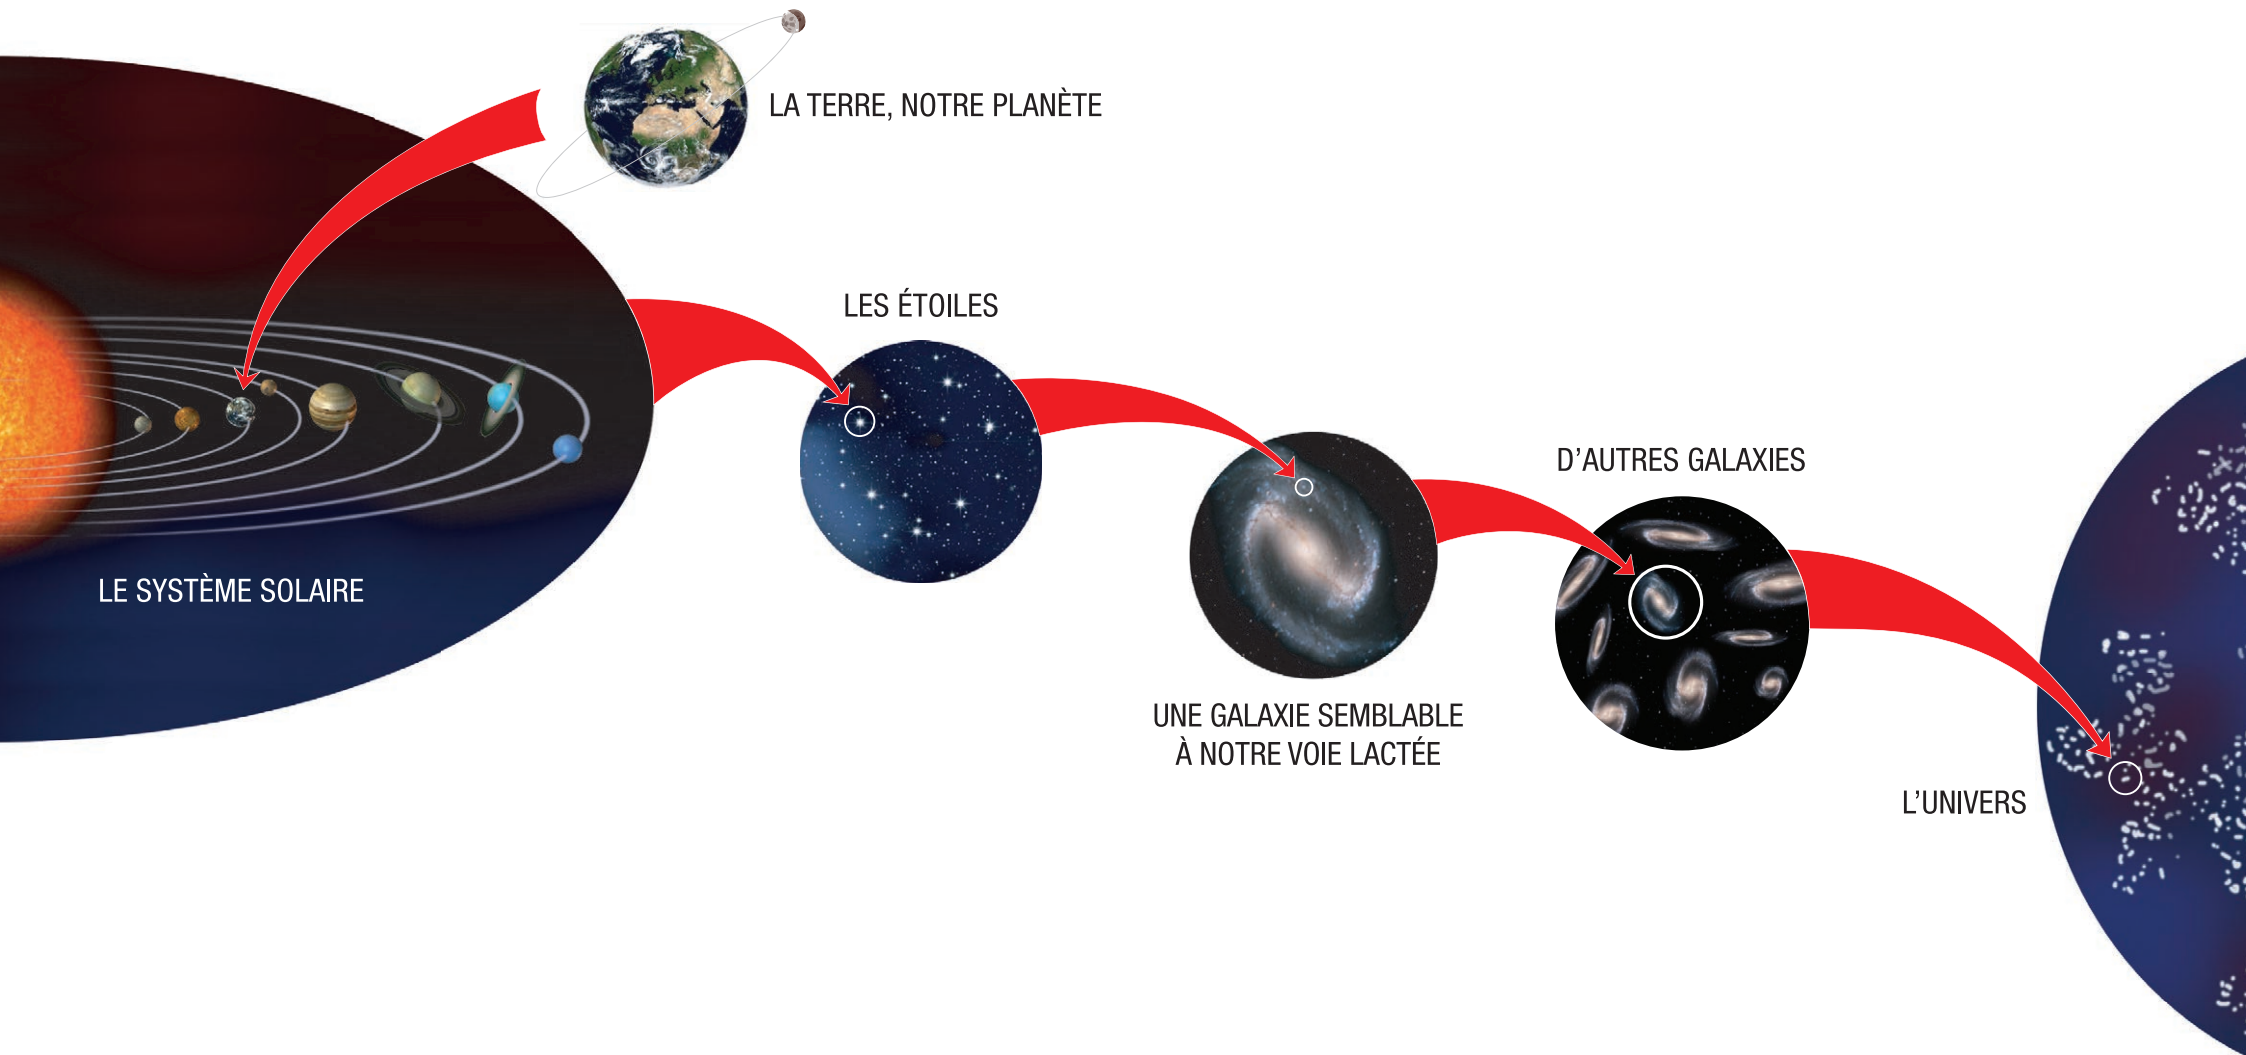 LA TERRE, NOTRE PLANÈTE
LE SYSTÈME SOLAIRE
LES ÉTOILES
UNE GALAXIE SEMBLABLE
À NOTRE VOIE LACTÉE
D'AUTRES GALAXIES
L'UNIVERS